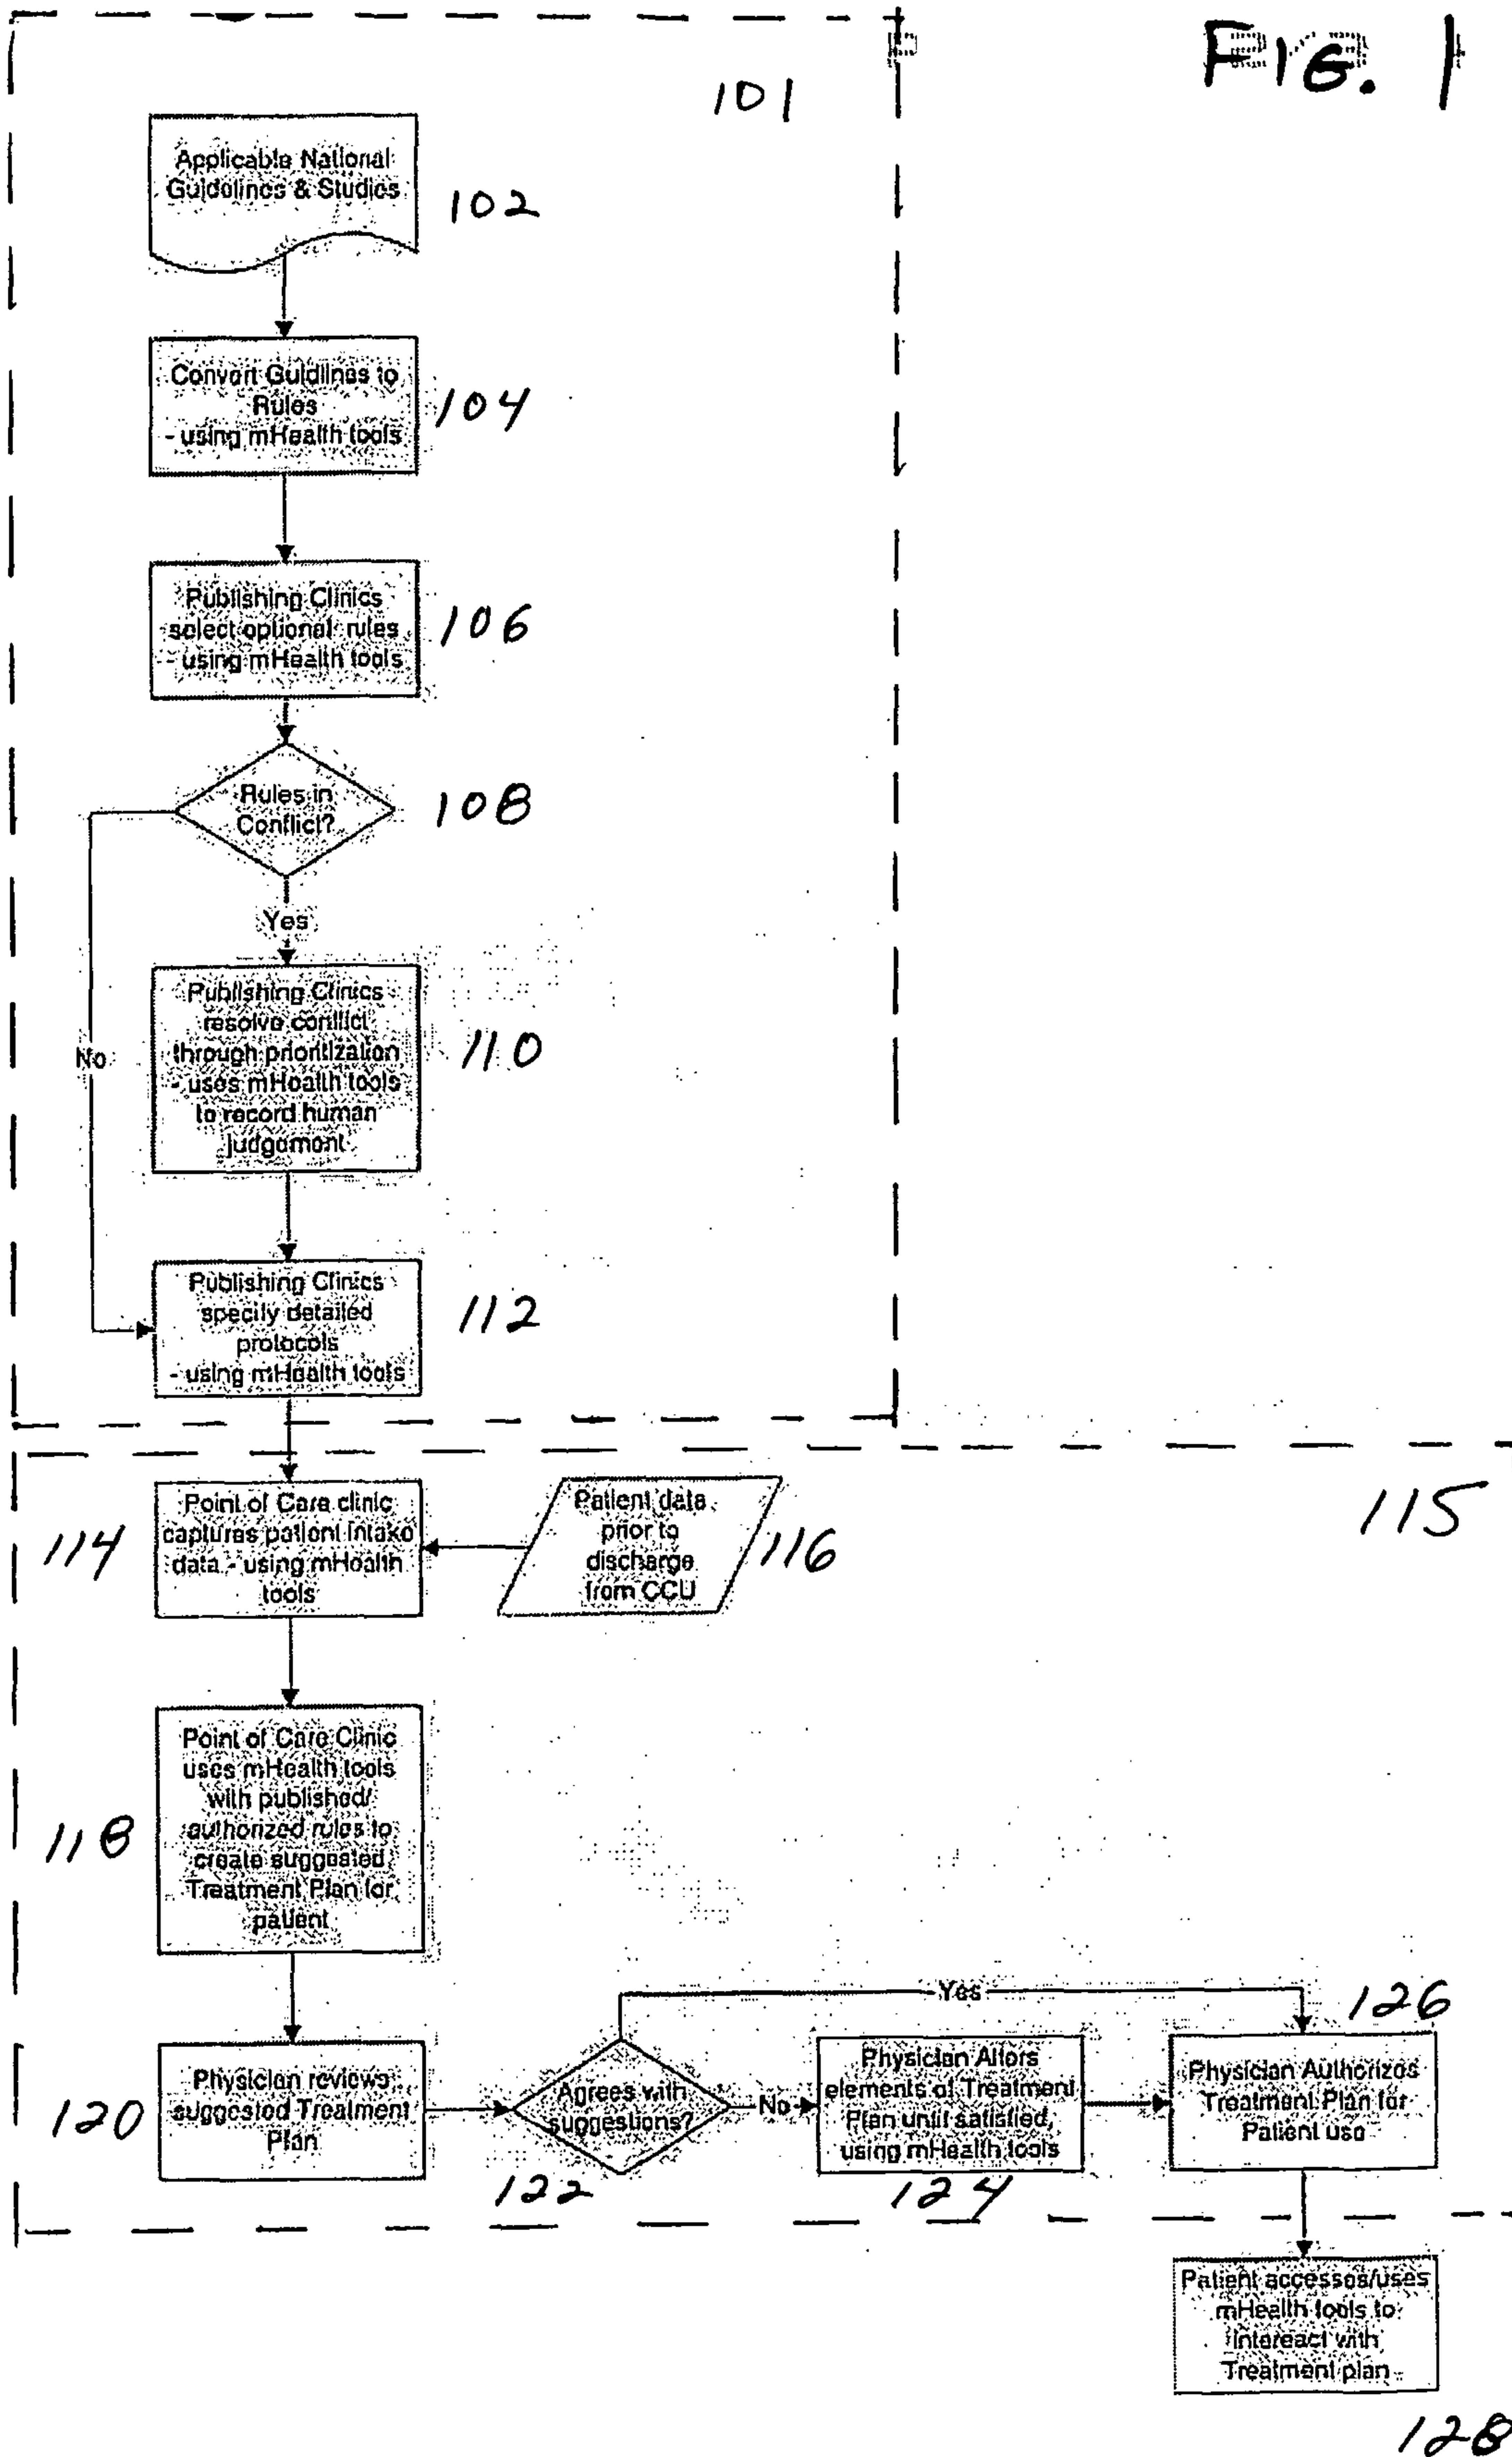 FIG. 1
101
Applicable National
Guidelines & Studies
102
Convert Guidlines to
Rules
- using mHealth tools
104
Publishing Clinics
select optional rules
- using mHealth tools
106
Rules in
Conflict?
108
Yes
No
Publishing Clinics
resolve conflict
through prioritization
- uses mHealth tools
to record human
judgement
110
Publishing Clinics
specify detailed
protocols
- using mHealth tools
112
115
Point of Care clinic
captures patient intake
data - using mHealth
tools
114
Patient data
prior to
discharge
from CCU
116
Point of Care Clinic
uses mHealth tools
with published/
authorized rules to
create suggested
Treatment Plan for
patient
118
Physician reviews
suggested Treatment
Plan
120
Agrees with
suggestions?
122
Yes
No
Physician Alters
elements of Treatment
Plan until satisfied,
using mHealth tools
124
126
Physician Authorizes
Treatment Plan for
Patient use
Patient accesses/uses
mHealth tools to
Intereact with
Treatment plan
128